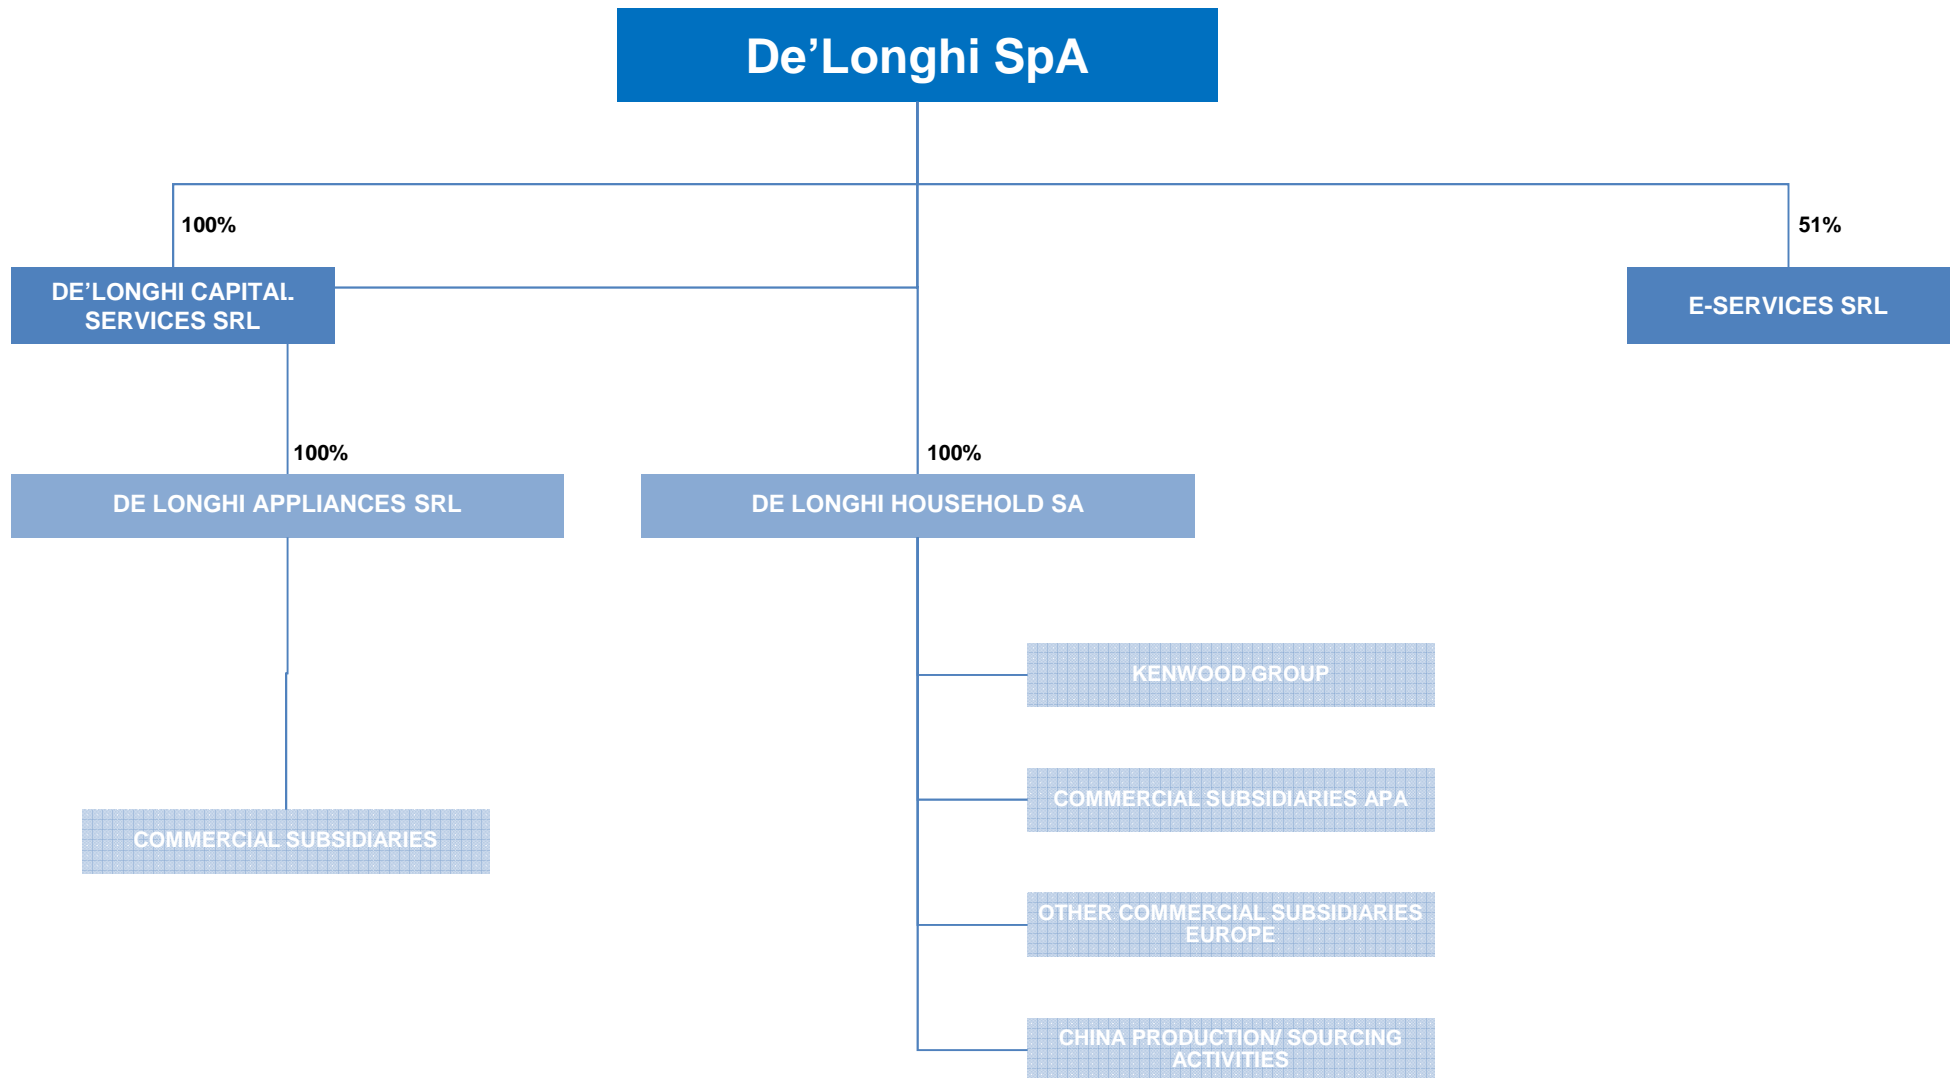 De’Longhi SpA
100%
51%
DE’LONGHI CAPITAL
SERVICES SRL
E-SERVICES SRL
100%
100%
DE LONGHI APPLIANCES SRL
DE LONGHI HOUSEHOLD SA
KENWOOD GROUP
COMMERCIAL SUBSIDIARIES APA
COMMERCIAL SUBSIDIARIES
OTHER COMMERCIAL SUBSIDIARIES
EUROPE
CHINA PRODUCTION/ SOURCING
ACTIVITIES